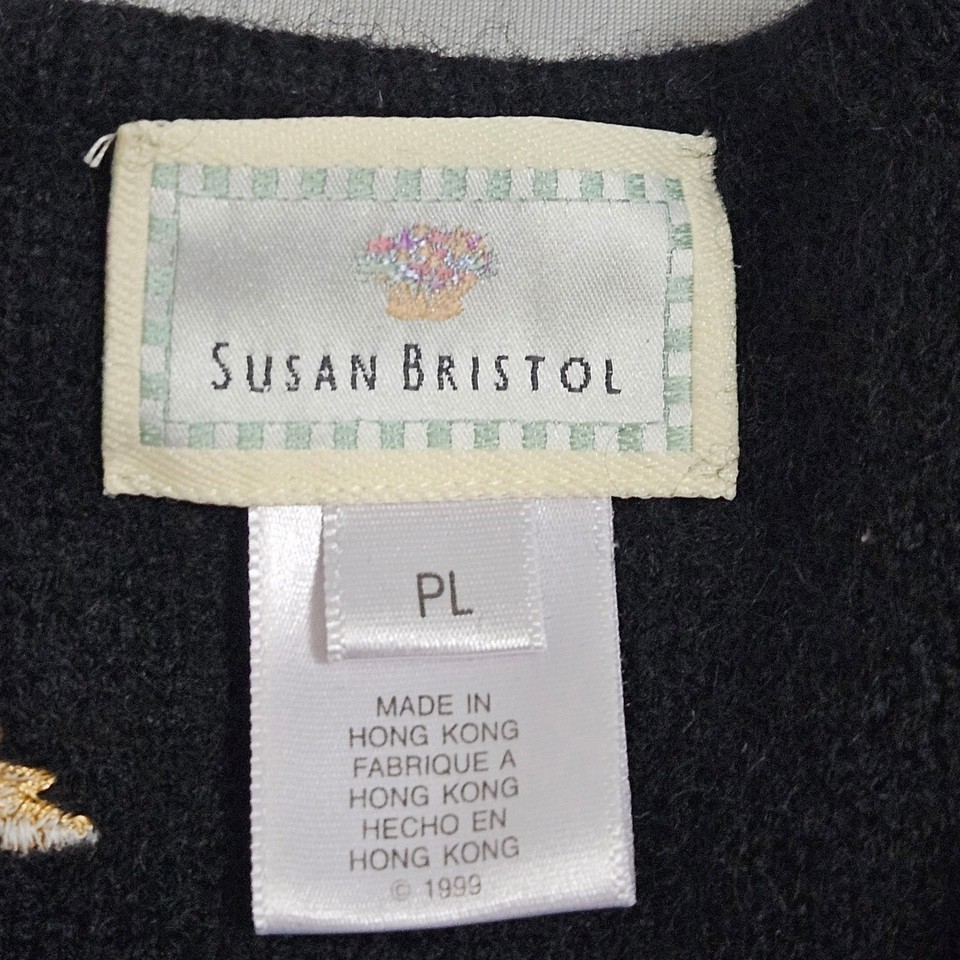 SUSAN BRISTOL
PL
MADE IN
HONG KONG
FABRIQUE A
HONG KONG
HECHO EN
HONG KONG
© 1999